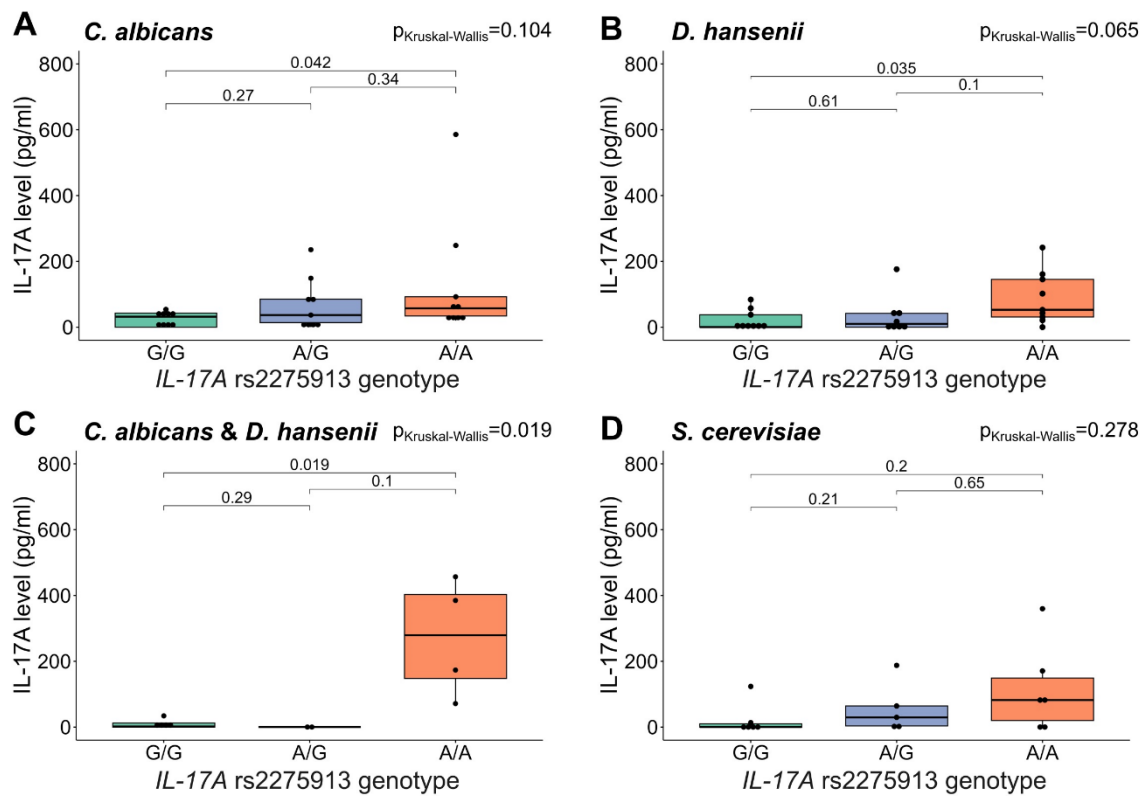 A C. albicans pKruskal-Wallis=0.104
800
600
400
200
0
IL-17A level (pg/ml)
0.042
0.34
0.27
G/G A/G A/A
IL-17A rs2275913 genotype
B D. hansenii pKruskal-Wallis=0.065
800
600
400
200
0
IL-17A level (pg/ml)
0.035
0.1
0.61
G/G A/G A/A
IL-17A rs2275913 genotype
C C. albicans & D. hansenii pKruskal-Wallis=0.019
800
600
400
200
0
IL-17A level (pg/ml)
0.019
0.1
0.29
G/G A/G A/A
IL-17A rs2275913 genotype
D S. cerevisiae pKruskal-Wallis=0.278
800
600
400
200
0
IL-17A level (pg/ml)
0.2
0.65
0.21
G/G A/G A/A
IL-17A rs2275913 genotype